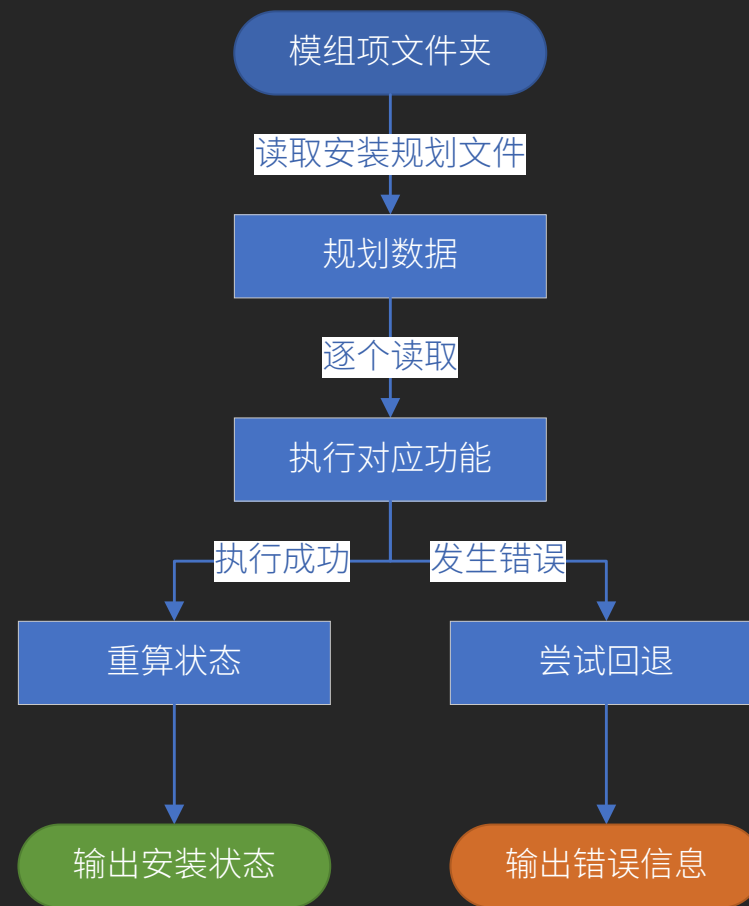 模组项文件夹
读取安装规划文件
规划数据
逐个读取
执行对应功能
执行成功
发生错误
重算状态
尝试回退
输出安装状态
输出错误信息